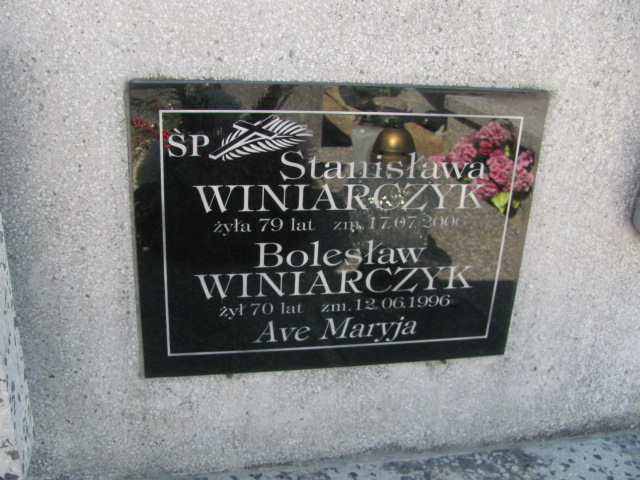 ŚP
Stanisława
WINIARCZYK
żyła 79 lat zm. 17.07.2006
Bolesław
WINIARCZYK
żył 70 lat zm. 12.06.1996
Ave Maryja